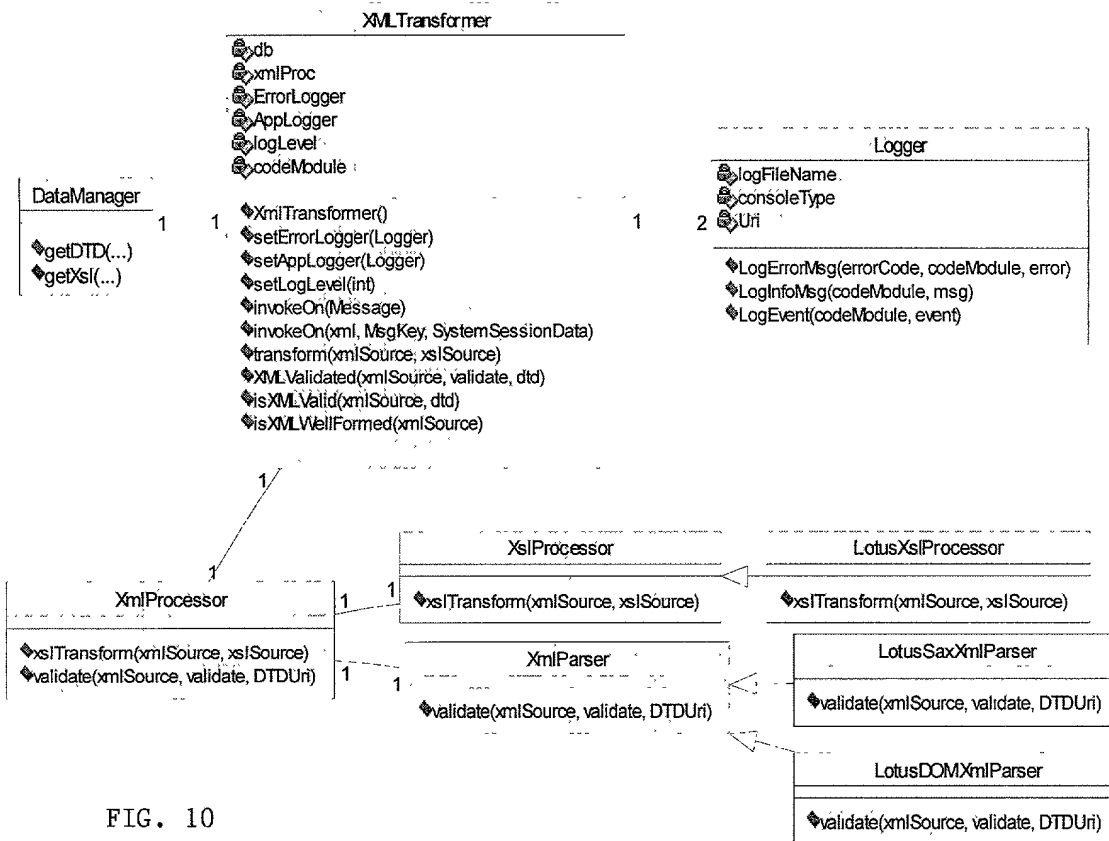 XMLTransformer
db
xmlProc
ErrorLogger
AppLogger
logLevel
codeModule
XmlTransformer()
setErrorLogger(Logger)
setAppLogger(Logger)
setLogLevel(int)
invokeOn(Message)
invokeOn(xml, MsgKey, SystemSessionData)
transform(xmlSource, xslSource)
XMLValidated(xmlSource, validate, dtd)
isXMLValid(xmlSource, dtd)
isXMLWellFormed(xmlSource)
DataManager
getDTD(...)
getXsl(...)
1
1
1
2
Logger
logFileName
consoleType
Uri
LogErrorMsg(errorCode, codeModule, error)
LogInfoMsg(codeModule, msg)
LogEvent(codeModule, event)
1
1
XmlProcessor
xslTransform(xmlSource, xslSource)
validate(xmlSource, validate, DTDUri)
1
1
1
1
XslProcessor
xslTransform(xmlSource, xslSource)
LotusXslProcessor
xslTransform(xmlSource, xslSource)
XmlParser
validate(xmlSource, validate, DTDUri)
LotusSaxXmlParser
validate(xmlSource, validate, DTDUri)
LotusDOMXmlParser
validate(xmlSource, validate, DTDUri)
FIG. 10